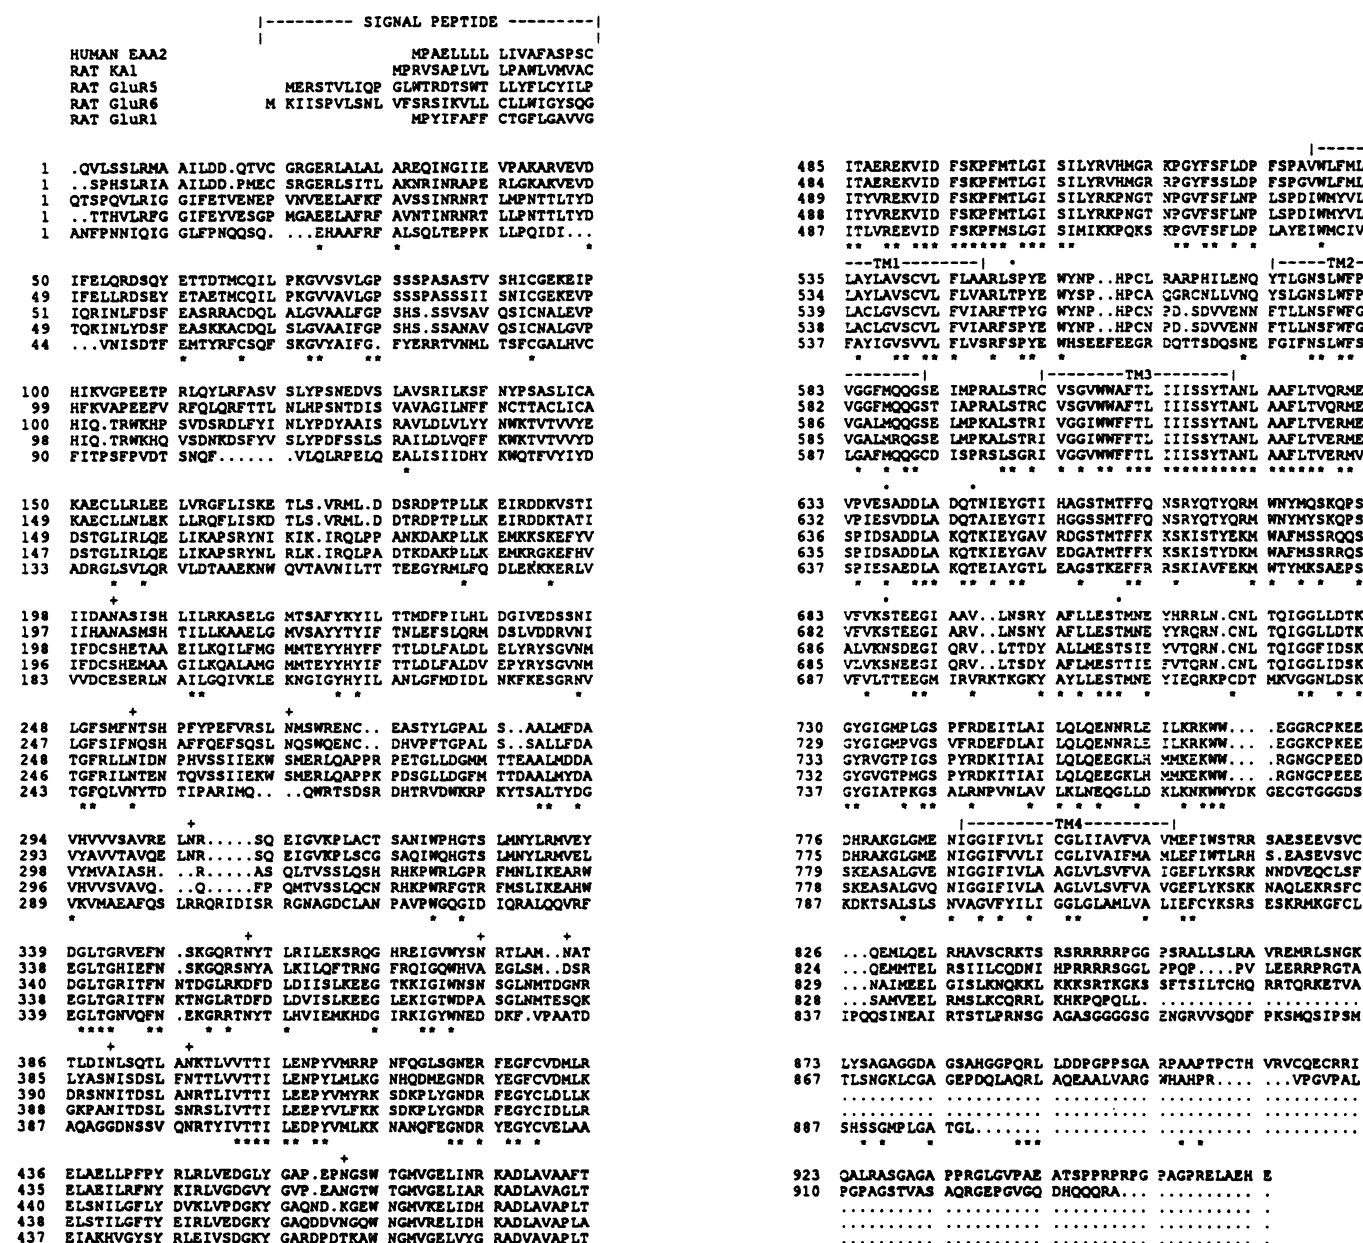 |--------- SIGNAL PEPTIDE ---------|
HUMAN EAA2 MPAELLLL LIVAFASPSC
RAT KA1 MPRVSAPLVL LPAWLVMVAC
RAT GluR5 MERSTVLIQP GLWTRDTSWT LLYFLCYILP
RAT GluR6 M KIISPVLSNL VFSRSIKVLL CLLWIGYSQG
RAT GluR1 MPYIFAFF CTGFLGAVVG
1 .QVLSSLRMA AILDD.QTVC GRGERLALAL AREQINGIIE VPAKARVEVD
1 ..SPHSLRIA AILDD.PMEC SRGERLSITL AKNRINRAPE RLGKAKVEVD
1 QTSPQVLRIG GIFETVENEP VNVEELAFKF AVSSINRNRT LMPNTTLTYD
1 ..TTHVLRFG GIFEYVESGP MGAEELAFRF AVNTINRNRT LLPNTTLTYD
1 ANFPNNIQIG GLFPNQQSQ. ...EHAAFRF ALSQLTEPPK LLPQIDI...
* * *
50 IFELQRDSQY ETTDTMCQIL PKGVVSVLGP SSSPASASTV SHICGEKEIP
49 IFELLRDSEY ETAETMCQIL PKGVVAVLGP SSSPASSSII SNICGEKEVP
51 IQRINLFDSF EASRRACDQL ALGVAALFGP SHS.SSVSAV QSICNALEVP
49 TQKINLYDSF EASKKACDQL SLGVAAIFGP SHS.SSANAV QSICNALGVP
44 ...VNISDTF EMTYRFCSQF SKGVYAIFG. FYERRTVNML TSFCGALHVC
* * ** ** *
100 HIKVGPEETP RLQYLRFASV SLYPSNEDVS LAVSRILKSF NYPSASLICA
99 HFKVAPEEFV RFQLQRFTTL NLHPSNTDIS VAVAGILNFF NCTTACLICA
100 HIQ.TRWKHP SVDSRDLFYI NLYPDYAAIS RAVLDLVLYY NWKTVTVVYE
98 HIQ.TRWKHQ VSDNKDSFYV SLYPDFSSLS RAILDLVQFF KWKTVTVVYD
90 FITPSFPVDT SNQF...... .VLQLRPELQ EALISIIDHY KWQTFVYIYD
*
150 KAECLLRLEE LVRGFLISKE TLS.VRML.D DSRDPTPLLK EIRDDKVSTI
149 KAECLLNLEK LLRQFLISKD TLS.VRML.D DTRDPTPLLK EIRDDKTATI
149 DSTGLIRLQE LIKAPSRYNI KIK.IRQLPP ANKDAKPLLK EMKKSKEFYV
147 DSTGLIRLQE LIKAPSRYNL RLK.IRQLPA DTKDAKPLLK EMKRGKEFHV
133 ADRGLSVLQR VLDTAAEKNW QVTAVNILTT TEEGYRMLFQ DLEKKKERLV
* * * *
+
198 IIDANASISH LILRKASELG MTSAFYKYIL TTMDFPILHL DGIVEDSSNI
197 IIHANASMSH TILLKAAELG MVSAYYTYIF TNLEFSLQRM DSLVDDRVNI
198 IFDCSHETAA EILKQILFMG MMTEYYHYFF TTLDLFALDL ELYRYSGVNM
196 IFDCSHEMAA GILKQALAMG MMTEYYHYIF TTLDLFALDV EPYRYSGVNM
183 VVDCESERLN AILGQIVKLE KNGIGYHYIL ANLGFMDIDL NKFKESGRNV
** * * *
+ +
248 LGFSMFNTSH PFYPEFVRSL NMSWRENC.. EASTYLGPAL S..AALMFDA
247 LGFSIFNQSH AFFQEFSQSL NQSWQENC.. DHVPFTGPAL S..SALLFDA
248 TGFRLLNIDN PHVSSIIEKW SMERLQAPPR PETGLLDGMM TTEAALMDDA
246 TGFRILNTEN TQVSSIIEKW SMERLQAPPK PDSGLLDGFM TTDAALMYDA
243 TGFQLVNYTD TIPARIMQ.. .QWRTSDSR DHTRVDWKRP KYTSALTYDG
** * ** *
+
294 VHVVVSAVRE LNR.....SQ EIGVKPLACT SANIWPHGTS LMNYLRMVEY
293 VYAVVTAVQE LNR.....SQ EIGVKPLSCG SAQIWQHGTS LMNYLRMVEL
298 VYMVAIASH. .R.....AS QLTVSSLQSH RHKPWRLGPR FMNLIKEARW
296 VHVVSVAVQ. .Q.....FP QMTVSSLQCN RHKPWRFGTR FMSLIKEAHW
289 VKVMAEAFQS LRRQRIDISR RGNAGDCLAN PAVPWGQGID IQRALQQVRF
* * *
+ + +
339 DGLTGRVEFN .SKGQRTNYT LRILEKSRQG HREIGVWYSN RTLAM..NAT
338 EGLTGHIEFN .SKGQRSNYA LKILQFTRNG FRQIGQWHVA EGLSM..DSR
340 DGLTGRITFN NTDGLRKDFD LDIISLKEEG TKKIGIWNSN SGLNMTDGNR
338 EGLTGRITFN KTNGLRTDFD LDVISLKEEG LEKIGTWDPA SGLNMTESQK
339 EGLTGNVQFN .EKGRRTNYT LHVIEMKHDG IRKIGYWNED DKF.VPAATD
**** ** * * * ** *
+ +
386 TLDINLSQTL ANKTLVVTTI LENPYVMRRP NFQGLSGNER FEGFCVDMLR
385 LYASNISDSL FNTTLVVTTI LENPYLMLKG NHQDMEGNDR YEGFCVDMLK
390 DRSNNITDSL ANRTLIVTTI LEEPYVMYRK SDKPLYGNDR FEGYCLDLLK
388 GKPANITDSL SNRSLIVTTI LEEPYVLFKK SDKPLYGNDR FEGYCIDLLR
387 AQAGGDNSSV QNRTYIVTTI LEDPYVMLKK NANQFEGNDR YEGYCVELAA
**** ** ** ** * ** *
+
436 ELAELLPFPY RLRLVEDGLY GAP.EPNGSW TGMVGELINR KADLAVAAFT
435 ELAEILRFNY KIRLVGDGVY GVP.EANGTW TGMVGELIAR KADLAVAGLT
440 ELSNILGFLY DVKLVPDGKY GAQND.KGEW NGMVKELIDH RADLAVAPLT
438 ELSTILGFTY EIRLVEDGKY GAQDDVNGQW NGMVRELIDH KADLAVAPLA
437 EIAKHVGYSY RLEIVSDGKY GARDPDTKAW NGMVGELVYG RADVAVAPLT
|-----
485 ITAEREKVID FSKPFMTLGI SILYRVHMGR KPGYFSFLDP FSPAVWLFML
484 ITAEREKVID FSKPFMTLGI SILYRVHMGR KPGYFSSLDP FSPGVWLFML
489 ITYVREKVID FSKPFMTLGI SILYRKPNGT NPGVFSFLNP LSPDIWMYVL
488 ITYVREKVID FSKPFMTLGI SILYRKPNGT NPGVFSFLNP LSPDIWMYVL
487 ITLVREEVID FSKPFMSLGI SIMIKKPQKS KPGVFSFLDP LAYEIWMCIV
** ** *** ****** *** ** ** ** * * *
---TM1--------| • |-----TM2-
535 LAYLAVSCVL FLAARLSPYE WYNP..HPCL RARPHILENQ YTLGNSLWFP
534 LAYLAVSCVL FLVARLTPYE WYSP..HPCA QGRCNLLVNQ YSLGNSLWFP
539 LACLGVSCVL FVIARFTPYG WYNP..HPCN PD.SDVVENN FTLLNSFWFG
538 LACLGVSCVL FVIARFSPYE WYNP..HPCN PD.SDVVENN FTLLNSFWFG
537 FAYIGVSVVL FLVSRFSPYE WHSEEFEEGR DQTTSDQSNE FGIFNSLWFS
* ** ** * * ** * * * ** **
--------| |--------TM3--------|
583 VGGFMQQGSE IMPRALSTRC VSGVWWAFTL IIISSYTANL AAFLTVQRME
582 VGGFMQQGST IAPRALSTRC VSGVWWAFTL IIISSYTANL AAFLTVQRME
586 VGALMQQGSE LMPKALSTRI VGGIWWFFTL IIISSYTANL AAFLTVERME
585 VGALMRQGSE LMPKALSTRI VGGIWWFFTL IIISSYTANL AAFLTVERME
587 LGAFMQQGCD ISPRSLSGRI VGGVWWFFTL IIISSYTANL AAFLTVERMV
* * ** * * ** * * * ** *** ********** ****** **
• •
633 VPVESADDLA DQTNIEYGTI HAGSTMTFFQ NSRYQTYQRM WNYMQSKQPS
632 VPIESVDDLA DQTAIEYGTI HGGSSMTFFQ NSRYQTYQRM WNYMYSKQPS
636 SPIDSADDLA KQTKIEYGAV RDGSTMTFFK KSKISTYEKM WAFMSSRQQS
635 SPIDSADDLA KQTKIEYGAV EDGATMTFFK KSKISTYDKM WAFMSSRRQS
637 SPIESAEDLA KQTEIAYGTL EAGSTKEFFR RSKIAVFEKM WTYMKSAEPS
* * *** ** * ** * ** * * * * *
• •
683 VFVKSTEEGI AAV..LNSRY AFLLESTMNE YHRRLN.CNL TQIGGLLDTK
682 VFVKSTEEGI ARV..LNSNY AFLLESTMNE YYRQRN.CNL TQIGGLLDTK
686 ALVKNSDEGI QRV..LTTDY ALLMESTSIE YVTQRN.CNL TQIGGLIDSK
685 VLVKSNEEGI QRV..LTSDY AFLMESTTIE FVTQRN.CNL TQIGGLIDSK
687 VFVLTTEEGM IRVRKTKGKY AYLLESTMNE YIEQRKPCDT MKVGGNLDSK
* ** * * * *** * * * ** * *
730 GYGIGMPLGS PFRDEITLAI LQLQENNRLE ILKRKWW... .EGGRCPKEE
729 GYGIGMPVGS VFRDEFDLAI LQLQENNRLE ILKRKWW... .EGGKCPKEE
733 GYRVGTPIGS PYRDKITIAI LQLQEEGKLH MMKEKWW... .RGNGCPEED
732 GYGVGTPMGS PYRDKITIAI LQLQEEGKLH MMKEKWW... .RGNGCPEEE
737 GYGIATPKGS ALRNPVNLAV LKLNEQGLLD KLKNKWWYDK GECGTGGGDS
** * ** * * * * * * * ***
|---------TM4---------|
776 DHRAKGLGME NIGGIFIVLI CGLIIAVFVA VMEFIWSTRR SAESEEVSVC
775 DHRAKGLGME NIGGIFVVLI CGLIVAIFMA MLEFIWTLRH S.EASEVSVC
779 SKEASALGVE NIGGIFIVLA AGLVLSVFVA IGEFLYKSRK NNDVEQCLSF
778 SKEASALGVQ NIGGIFIVLA AGLVLSVFVA VGEFLYKSKK NAQLEKRSFC
787 KDKTSALSLS NVAGVFYILI GGLGLAMLVA LIEFCYKSRS ESKRMKGFCL
* * * * * ** * **
826 ...QEMLQEL RHAVSCRKTS RSRRRRRPGG PSRALLSLRA VREMRLSNGK
824 ...QEMMTEL RSIILCQDNI HPRRRRSGGL PPQP....PV LEERRPRGTA
829 ...NAIMEEL GISLKNQKKL KKKSRTKGKS SFTSILTCHQ RRTQRKETVA
828 ...SAMVEEL RMSLKCQRRL KHKPQPQLL. .......... ..........
837 IPQQSINEAI RTSTLPRNSG AGASGGGGSG ENGRVVSQDF PKSMQSIPSM
873 LYSAGAGGDA GSAHGGPQRL LDDPGPPSGA RPAAPTPCTH VRVCQECRRI
867 TLSNGKLCGA GEPDQLAQRL AQEAALVARG WHAHPR.... ...VPGVPAL
.......... .......... .......... .......... ..........
.......... .......... .......... .......... ..........
887 SHSSGMPLGA TGL....... .......... .......... ..........
* * * *** * *
923 QALRASGAGA PPRGLGVPAE ATSPPRPRPG PAGPRELAEH E
910 PGPAGSTVAS AQRGEPGVGQ DHQQQRA... .......... .
.......... .......... .......... .......... .
.......... .......... .......... .......... .
.......... .......... .......... .......... .